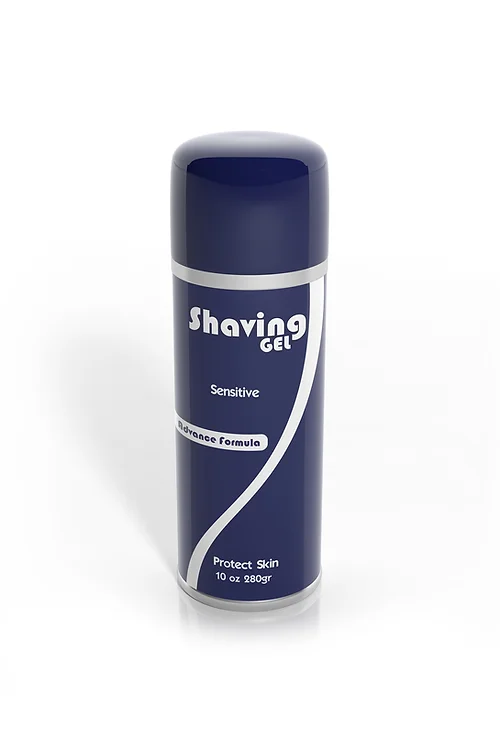 Shaving
GEL
Sensitive
Advance Formula
Protect Skin
10 oz 280gr